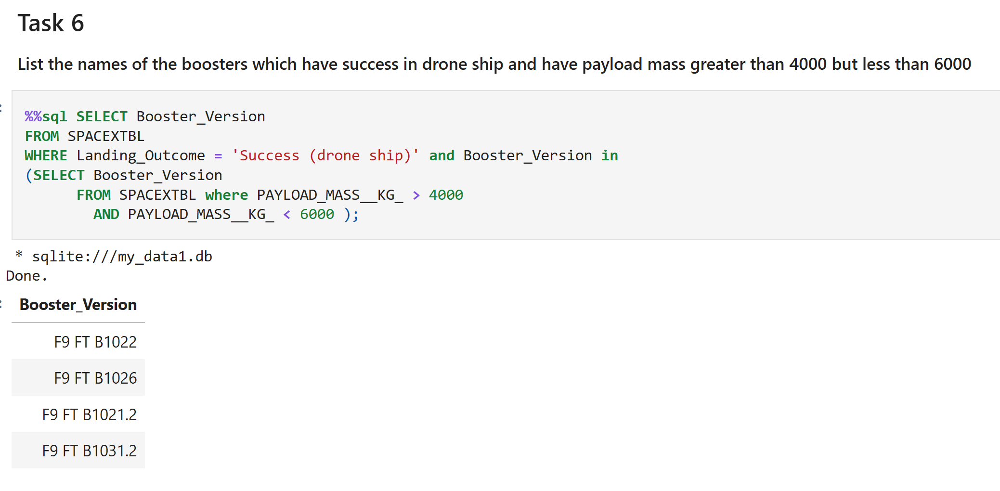 Task 6
List the names of the boosters which have success in drone ship and have payload mass greater than 4000 but less than 6000
:
%%sql SELECT Booster_Version
FROM SPACEXTBL
WHERE Landing_Outcome = 'Success (drone ship)' and Booster_Version in
(SELECT Booster_Version
FROM SPACEXTBL where PAYLOAD_MASS__KG_ > 4000
AND PAYLOAD_MASS__KG_ < 6000 );
* sqlite:///my_data1.db
Done.
:
Booster_Version
F9 FT B1022
F9 FT B1026
F9 FT B1021.2
F9 FT B1031.2